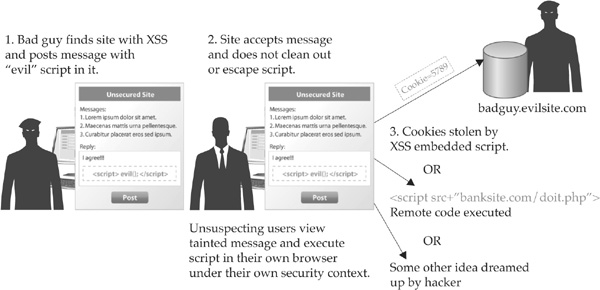 1. Bad guy finds site with XSS
and posts message with
“evil” script in it.
Unsecured Site
Messages:
1. Lorem ipsum dolor sit amet.
2. Maecenas mattis urna pellentesque.
3. Curabitur placerat eros sed ipsum.
Reply:
I agree!!!
<script> evil(); </script>
Post
2. Site accepts message
and does not clean out
or escape script.
Unsecured Site
Messages:
1. Lorem ipsum dolor sit amet.
2. Maecenas mattis urna pellentesque.
3. Curabitur placerat eros sed ipsum.
Reply:
I agree!!!
<script> evil(); </script>
Post
Unsuspecting users view
tainted message and execute
script in their own browser
under their own security context.
Cookie=5789
badguy.evilsite.com
3. Cookies stolen by
XSS embedded script.
OR
<script src+“banksite.com/doit.php”>
Remote code executed
OR
Some other idea dreamed
up by hacker